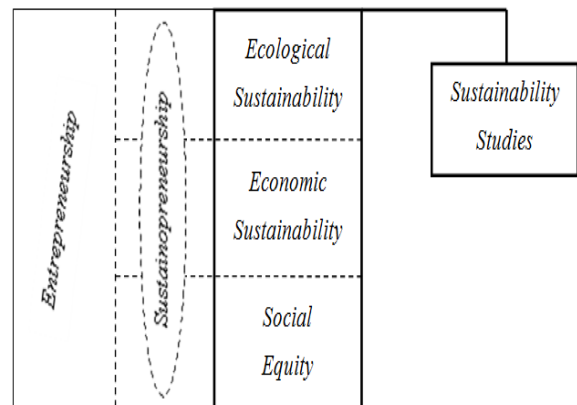 Entrepreneurship
Sustainopreneurship
Ecological
Sustainability
Economic
Sustainability
Social
Equity
Sustainability
Studies